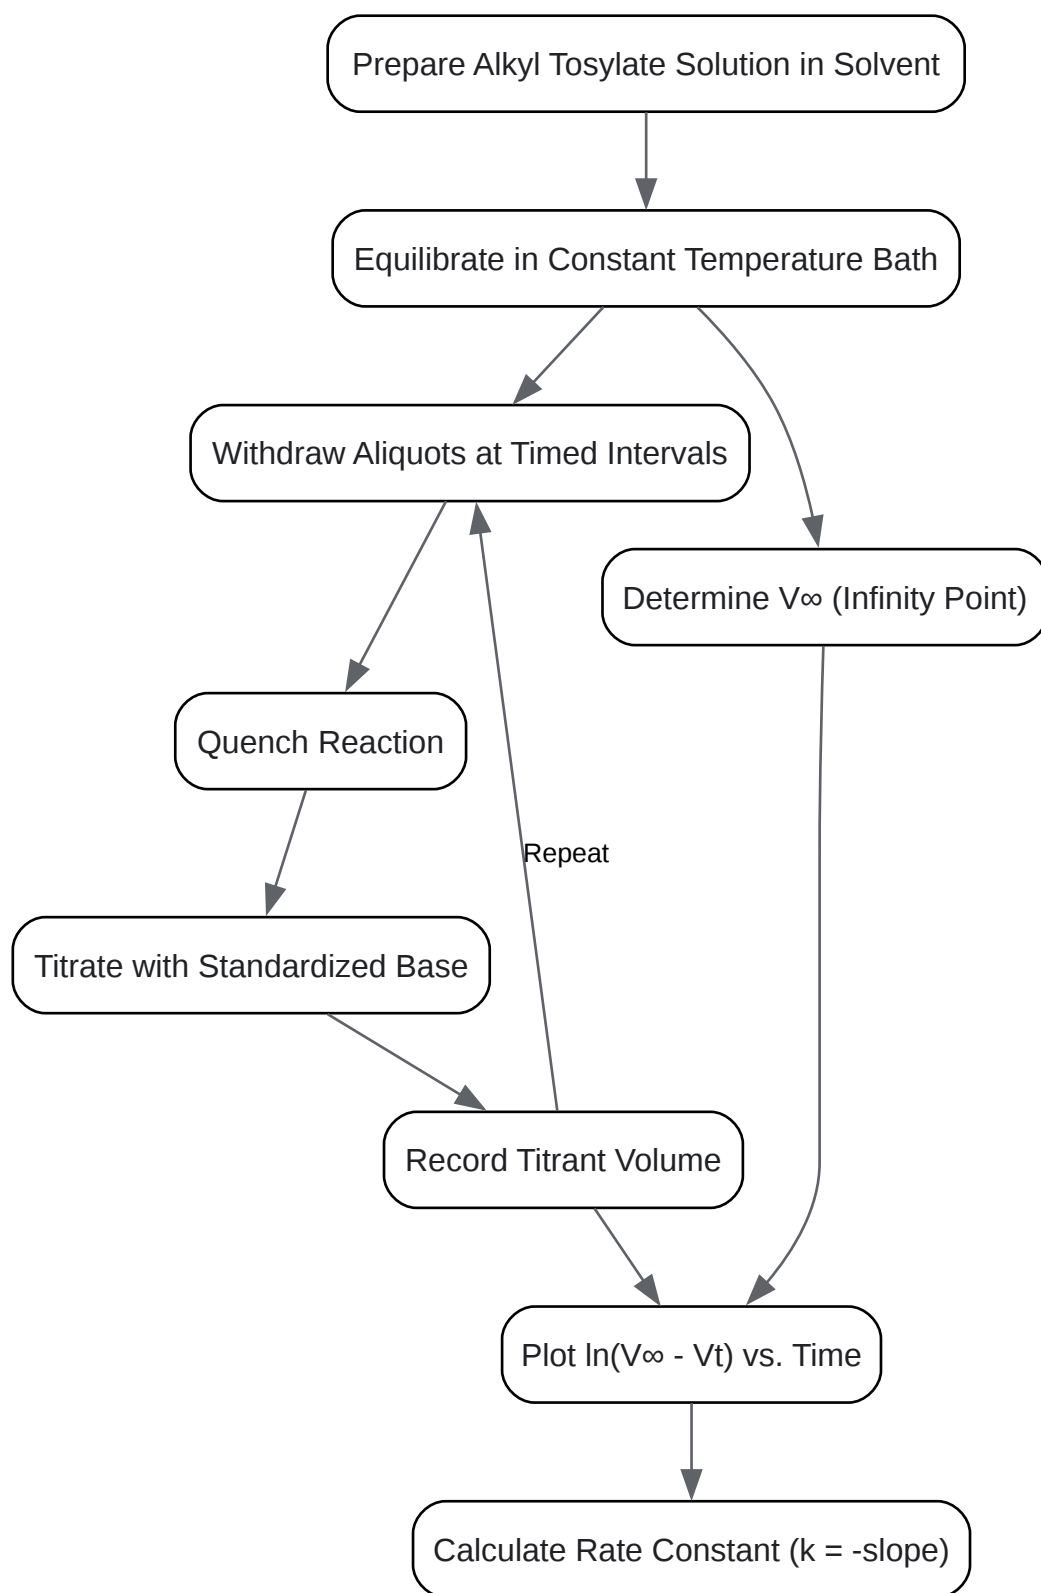 Prepare Alkyl Tosylate Solution in Solvent
Equilibrate in Constant Temperature Bath
Withdraw Aliquots at Timed Intervals
Determine V∞ (Infinity Point)
Quench Reaction
Repeat
Titrate with Standardized Base
Record Titrant Volume
Plot ln(V∞ - Vt) vs. Time
Calculate Rate Constant (k = -slope)